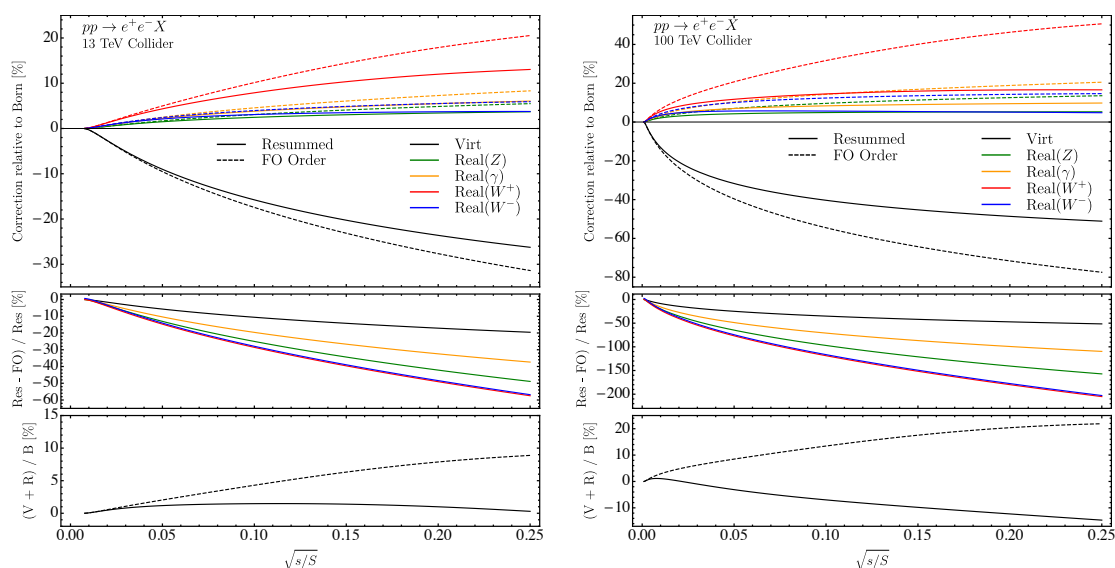 pp → e⁺e⁻X
13 TeV Collider
Correction relative to Born [%]
20
10
0
−10
−20
−30
Resummed
FO Order
Virt
Real(Z)
Real(γ)
Real(W⁺)
Real(W⁻)
Res - FO) / Res [%]
0
−10
−20
−30
−40
−50
−60
(V + R) / B [%]
15
10
5
0
0.00 0.05 0.10 0.15 0.20 0.25
√s/S
pp → e⁺e⁻X
100 TeV Collider
Correction relative to Born [%]
40
20
0
−20
−40
−60
−80
Resummed
FO Order
Virt
Real(Z)
Real(γ)
Real(W⁺)
Real(W⁻)
Res - FO) / Res [%]
0
−50
−100
−150
−200
(V + R) / B [%]
20
10
0
−10
0.00 0.05 0.10 0.15 0.20 0.25
√s/S